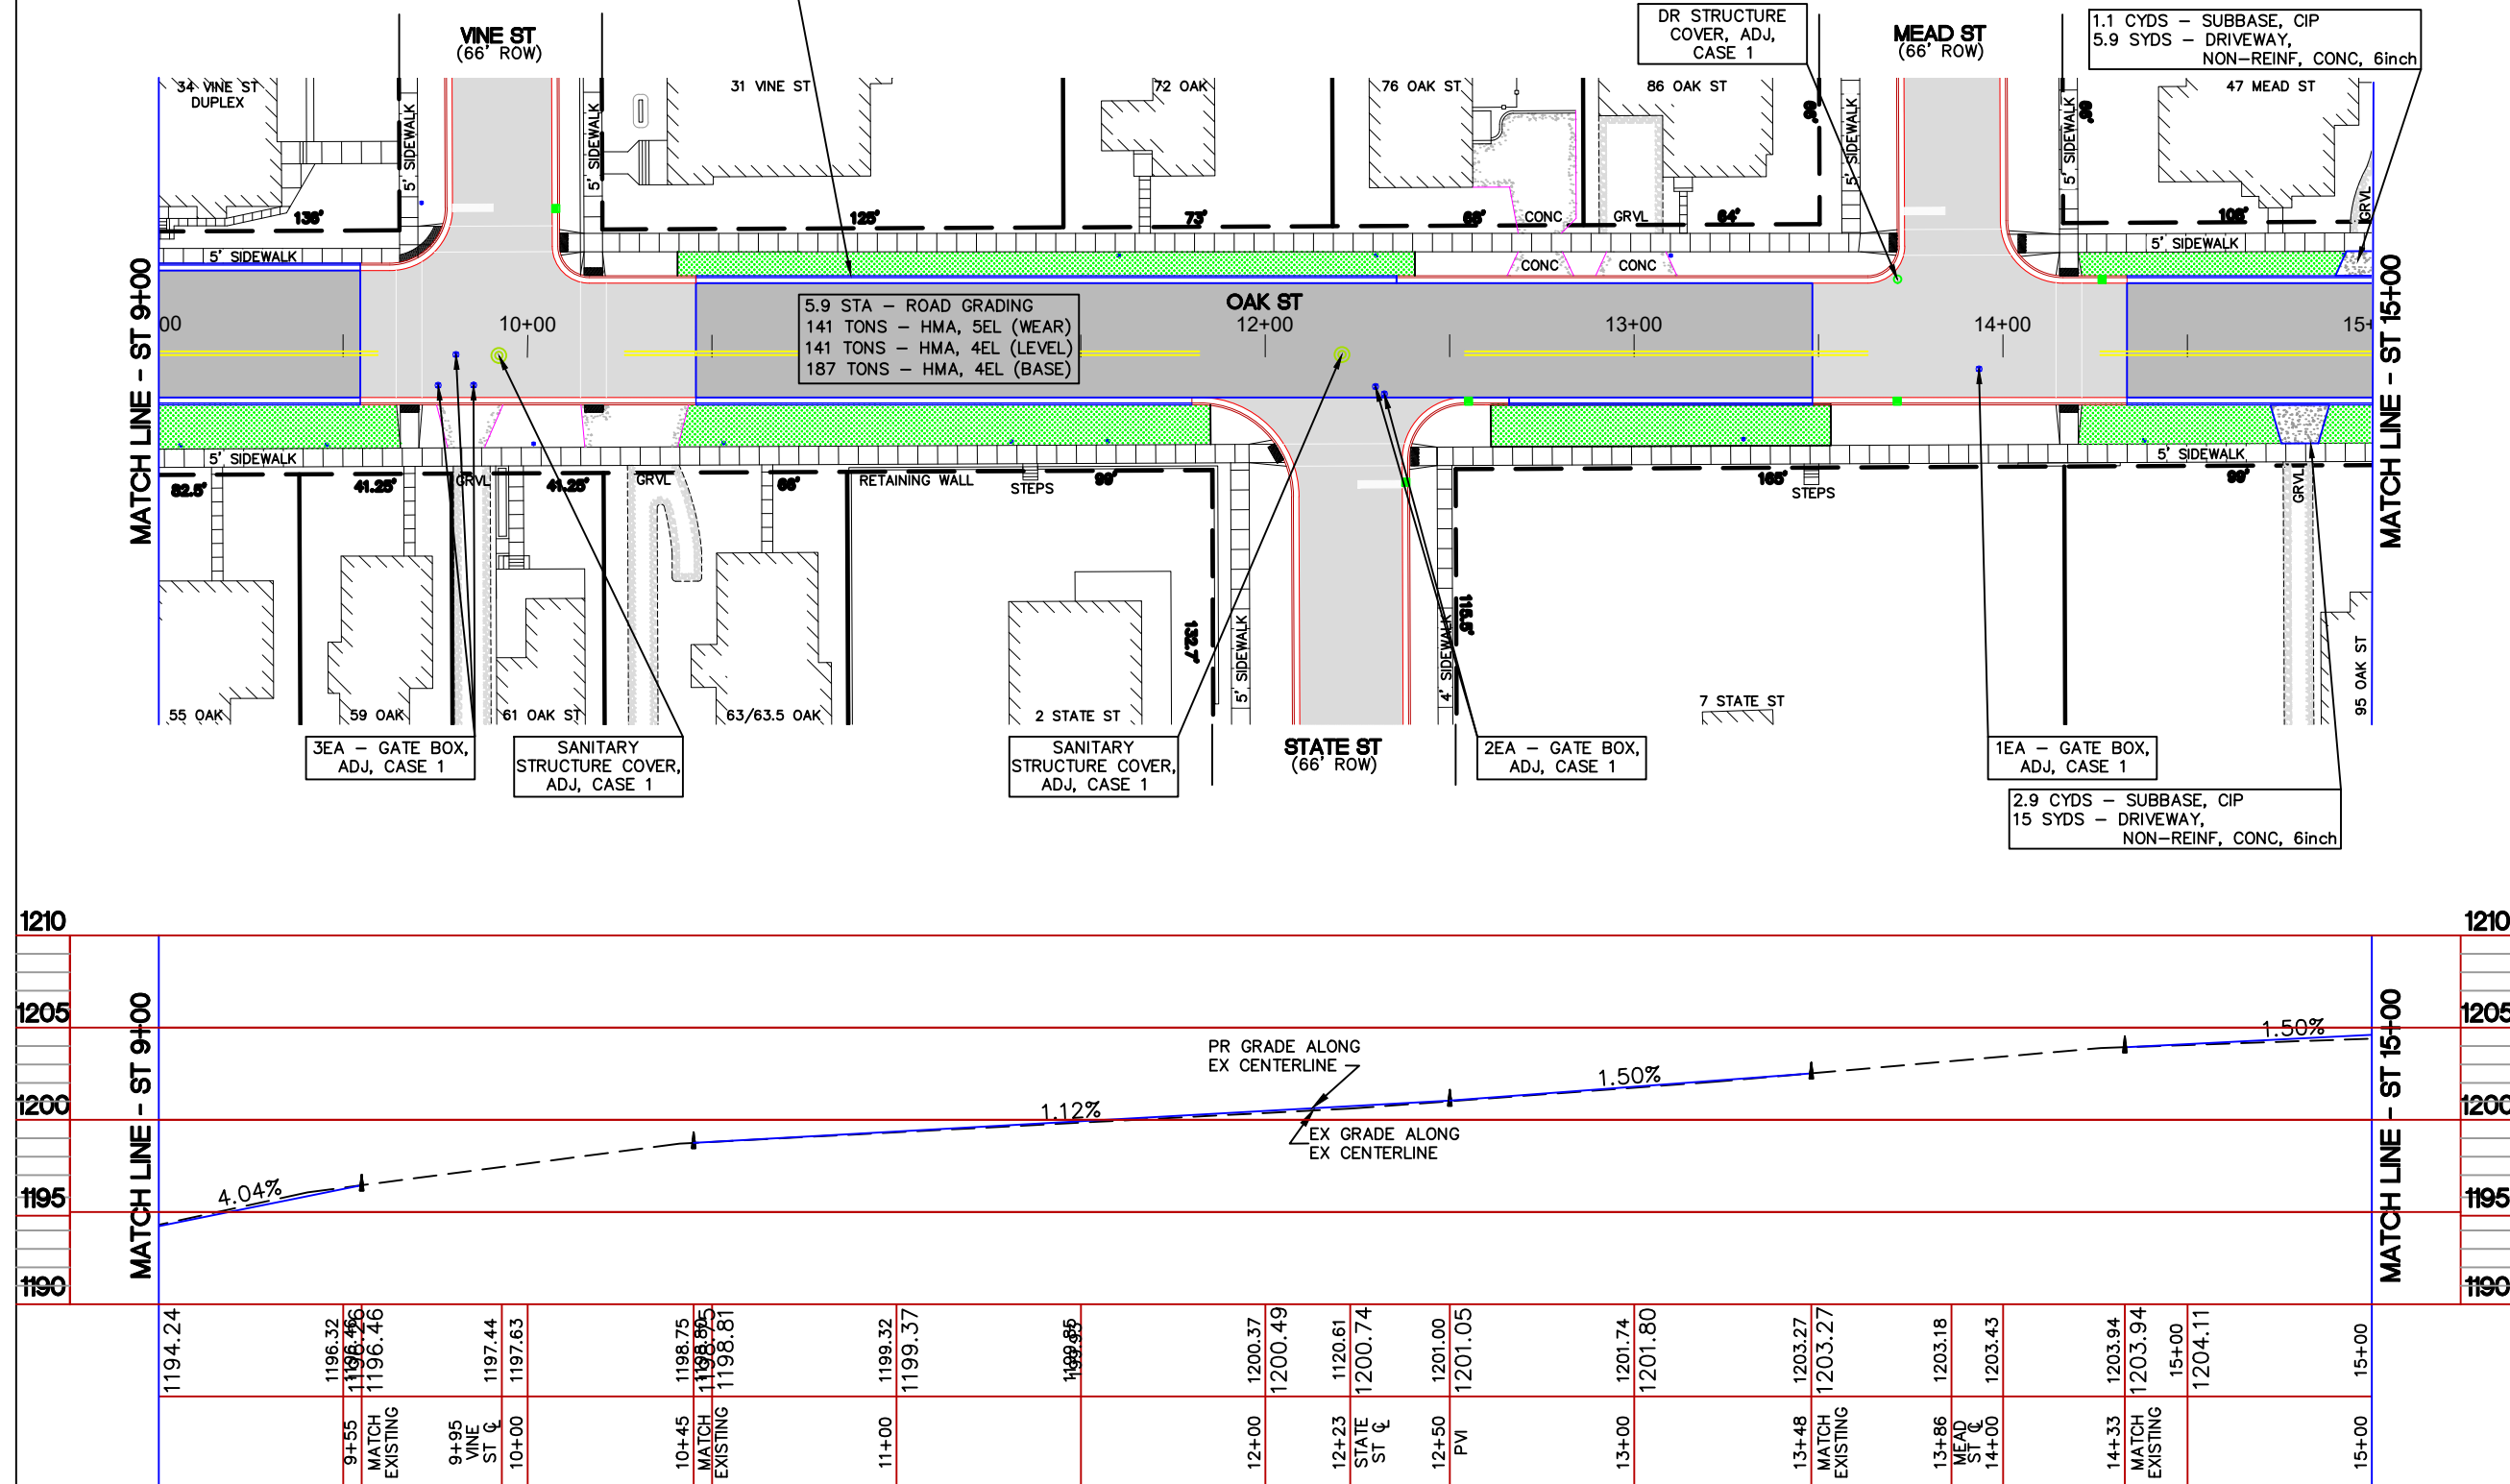 VINE ST
(66' ROW)
DR STRUCTURE
COVER, ADJ,
CASE 1
MEAD ST
(66' ROW)
1.1 CYDS – SUBBASE, CIP
5.9 SYDS – DRIVEWAY,
NON–REINF, CONC, 6inch
34 VINE ST
DUPLEX
31 VINE ST
72 OAK
76 OAK ST
86 OAK ST
47 MEAD ST
5' SIDEWALK
5' SIDEWALK
66'
5' SIDEWALK
5' SIDEWALK
66'
GRVL
136'
125'
73'
68'
CONC
GRVL
64'
108'
5' SIDEWALK
5' SIDEWALK
CONC
CONC
MATCH LINE – ST 9+00
MATCH LINE – ST 15+00
5.9 STA – ROAD GRADING
141 TONS – HMA, 5EL (WEAR)
141 TONS – HMA, 4EL (LEVEL)
187 TONS – HMA, 4EL (BASE)
OAK ST
00
10+00
12+00
13+00
14+00
15+
5' SIDEWALK
5' SIDEWALK
82.5'
41.25'
GRVL
41.25'
GRVL
66'
RETAINING WALL
STEPS
99'
165'
STEPS
99'
GRVL
132.7'
5' SIDEWALK
4' SIDEWALK
115.5'
55 OAK
59 OAK
61 OAK ST
63/63.5 OAK
2 STATE ST
7 STATE ST
95 OAK ST
3EA – GATE BOX,
ADJ, CASE 1
SANITARY
STRUCTURE COVER,
ADJ, CASE 1
SANITARY
STRUCTURE COVER,
ADJ, CASE 1
STATE ST
(66' ROW)
2EA – GATE BOX,
ADJ, CASE 1
1EA – GATE BOX,
ADJ, CASE 1
2.9 CYDS – SUBBASE, CIP
15 SYDS – DRIVEWAY,
NON–REINF, CONC, 6inch
1210
1210
1205
1205
1200
1200
1195
1195
1190
1190
MATCH LINE – ST 9+00
MATCH LINE – ST 15+00
4.04%
1.12%
PR GRADE ALONG
EX CENTERLINE
EX GRADE ALONG
EX CENTERLINE
1.50%
1.50%
1194.24
1196.32
1196.46
1197.44
1197.63
1198.75
1198.81
1199.32
1199.37
1200.37
1200.49
1120.61
1200.74
1201.00
1201.05
1201.74
1201.80
1203.27
1203.27
1203.18
1203.43
1203.94
1203.94
15+00
1204.11
15+00
9+55
MATCH
EXISTING
9+95
VINE
ST ℄
10+00
10+45
MATCH
EXISTING
11+00
12+00
12+23
STATE
ST ℄
12+50
PVI
13+00
13+48
MATCH
EXISTING
13+86
MEAD
ST ℄
14+00
14+33
MATCH
EXISTING
15+00